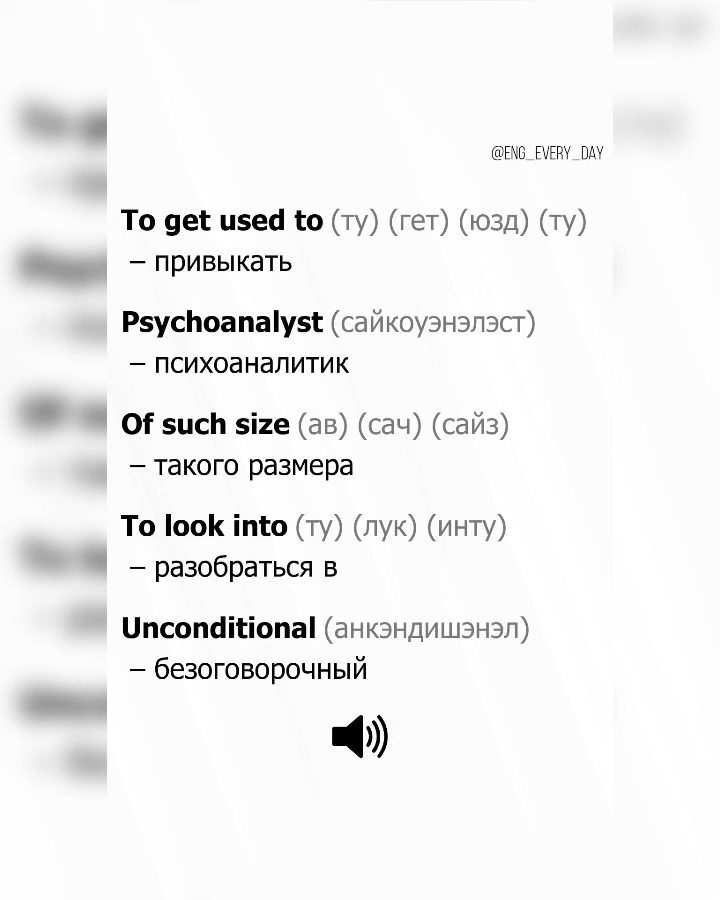 @ENG_EVERY_DAY
To get used to (ту) (гет) (юзд) (ту)
– привыкать
Psychoanalyst (сайкоуэнэлэст)
– психоаналитик
Of such size (ав) (сач) (сайз)
– такого размера
To look into (ту) (лук) (инту)
– разобраться в
Unconditional (анкэндишэнэл)
– безоговорочный